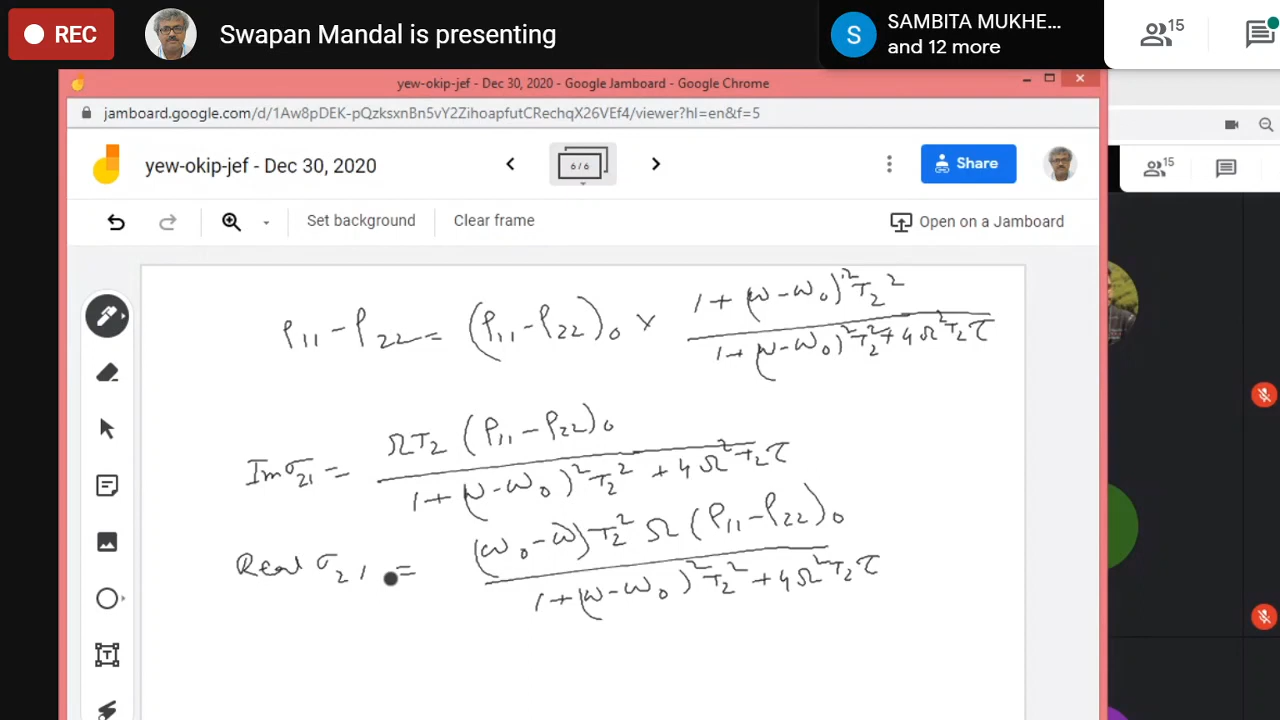 REC
Swapan Mandal is presenting
S
SAMBITA MUKHE...
and 12 more
15
yew-okip-jef - Dec 30, 2020 - Google Jamboard - Google Chrome
jamboard.google.com/d/1Aw8pDEK-pQzksxnBn5vY2ZihoapfutCRechqX26VEf4/viewer?hl=en&f=5
yew-okip-jef - Dec 30, 2020
6/6
Share
15
Set background
Clear frame
Open on a Jamboard
ρ₁₁ - ρ₂₂ = (ρ₁₁ - ρ₂₂)₀ × (1 + (ω - ω₀)² T₂²) / (1 + (ω - ω₀)² T₂² + 4Ω² T₂ τ)
Im σ₂₁ = ΩT₂ (ρ₁₁ - ρ₂₂)₀ / (1 + (ω - ω₀)² T₂² + 4Ω² T₂ τ)
Real σ₂₁ = (ω₀ - ω) T₂² Ω (ρ₁₁ - ρ₂₂)₀ / (1 + (ω - ω₀)² T₂² + 4Ω² T₂ τ)